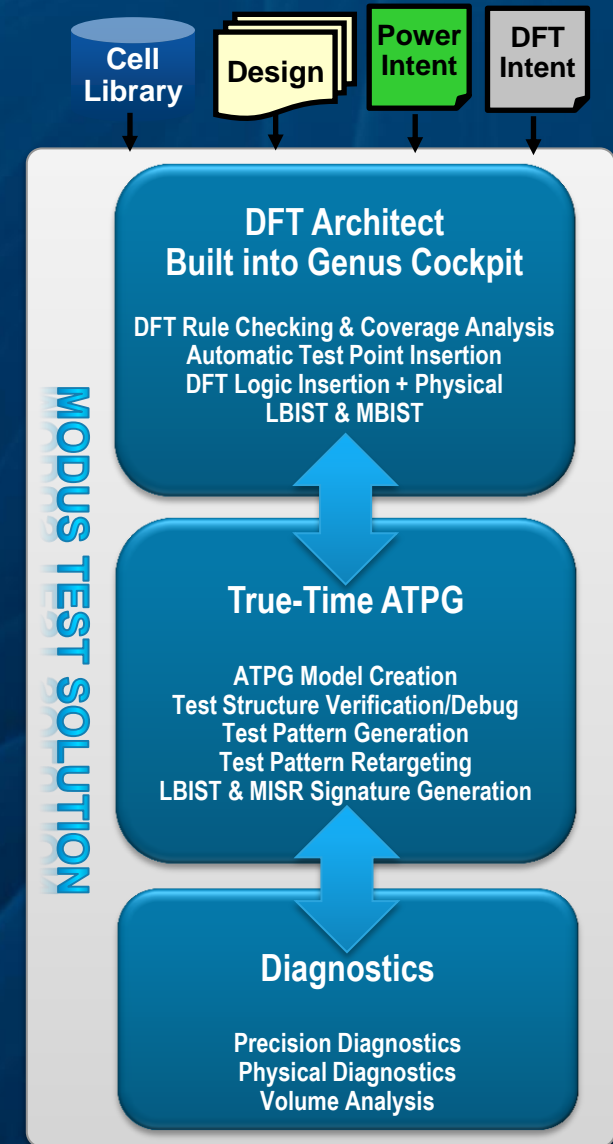 Cell
Library
Design
Power
Intent
DFT
Intent
DFT Architect
Built into Genus Cockpit
DFT Rule Checking & Coverage Analysis
Automatic Test Point Insertion
DFT Logic Insertion + Physical
LBIST & MBIST
MODUS TEST SOLUTION
True-Time ATPG
ATPG Model Creation
Test Structure Verification/Debug
Test Pattern Generation
Test Pattern Retargeting
LBIST & MISR Signature Generation
Diagnostics
Precision Diagnostics
Physical Diagnostics
Volume Analysis